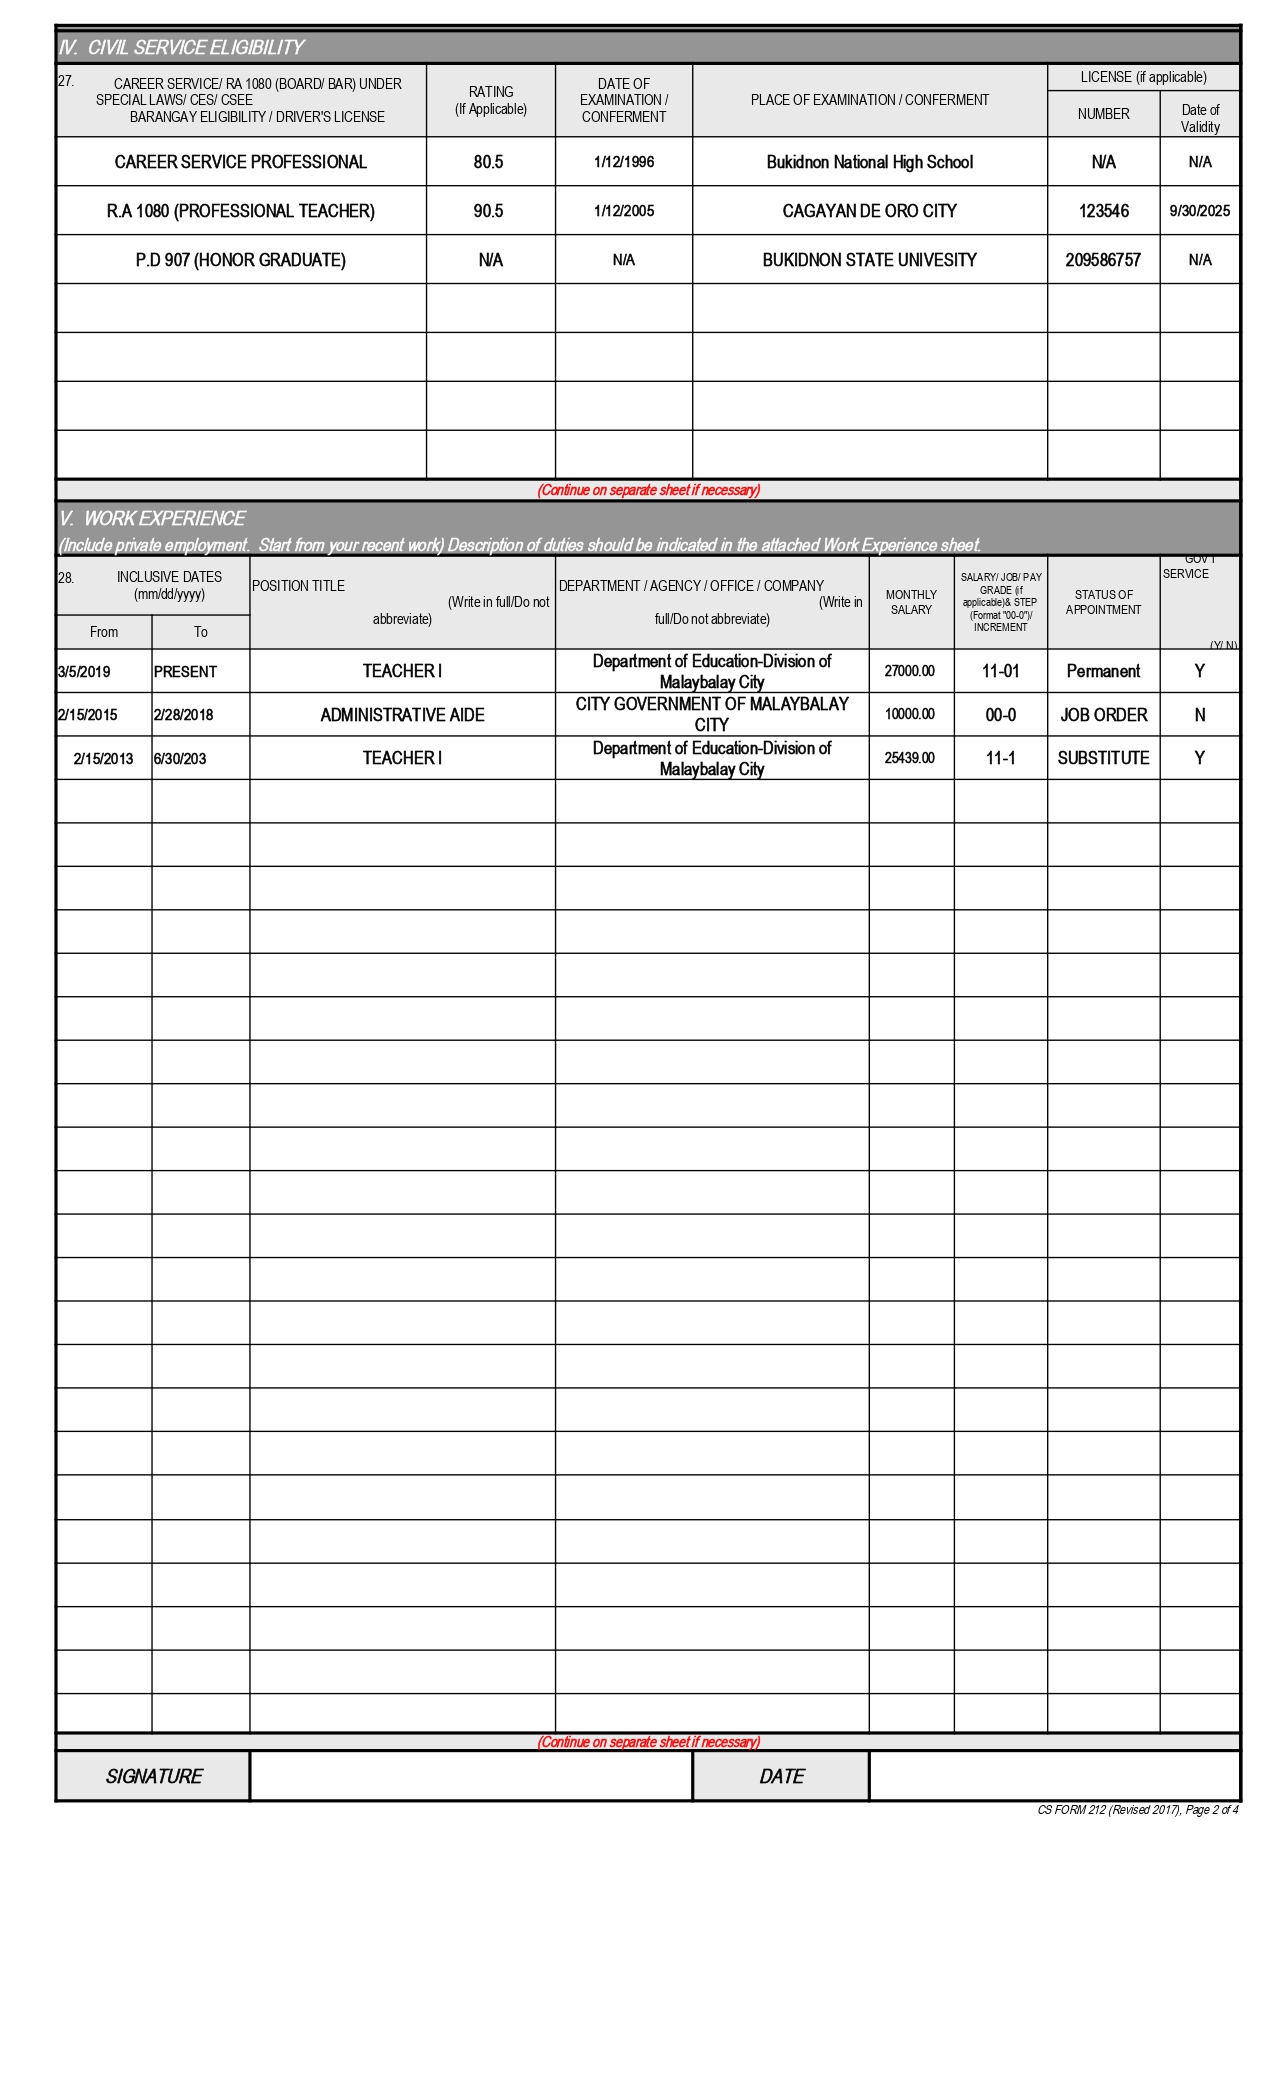 IV. CIVIL SERVICE ELIGIBILITY
27. CAREER SERVICE/ RA 1080 (BOARD/ BAR) UNDER
SPECIAL LAWS/ CES/ CSEE
BARANGAY ELIGIBILITY / DRIVER'S LICENSE
RATING
(If Applicable)
DATE OF
EXAMINATION /
CONFERMENT
PLACE OF EXAMINATION / CONFERMENT
LICENSE (if applicable)
NUMBER
Date of
Validity
CAREER SERVICE PROFESSIONAL 80.5 1/12/1996 Bukidnon National High School N/A N/A
R.A 1080 (PROFESSIONAL TEACHER) 90.5 1/12/2005 CAGAYAN DE ORO CITY 123546 9/30/2025
P.D 907 (HONOR GRADUATE) N/A N/A BUKIDNON STATE UNIVESITY 209586757 N/A
(Continue on separate sheet if necessary)
V. WORK EXPERIENCE
(Include private employment. Start from your recent work) Description of duties should be indicated in the attached Work Experience sheet.
28. INCLUSIVE DATES
(mm/dd/yyyy)
From To
POSITION TITLE
(Write in full/Do not
abbreviate)
DEPARTMENT / AGENCY / OFFICE / COMPANY
(Write in
full/Do not abbreviate)
MONTHLY
SALARY
SALARY/ JOB/ PAY
GRADE (if
applicable)& STEP
(Format "00-0")/
INCREMENT
STATUS OF
APPOINTMENT
GOV'T
SERVICE
(Y/ N)
3/5/2019 PRESENT TEACHER I Department of Education-Division of
Malaybalay City 27000.00 11-01 Permanent Y
2/15/2015 2/28/2018 ADMINISTRATIVE AIDE CITY GOVERNMENT OF MALAYBALAY
CITY 10000.00 00-0 JOB ORDER N
2/15/2013 6/30/203 TEACHER I Department of Education-Division of
Malaybalay City 25439.00 11-1 SUBSTITUTE Y
(Continue on separate sheet if necessary)
SIGNATURE DATE
CS FORM 212 (Revised 2017), Page 2 of 4